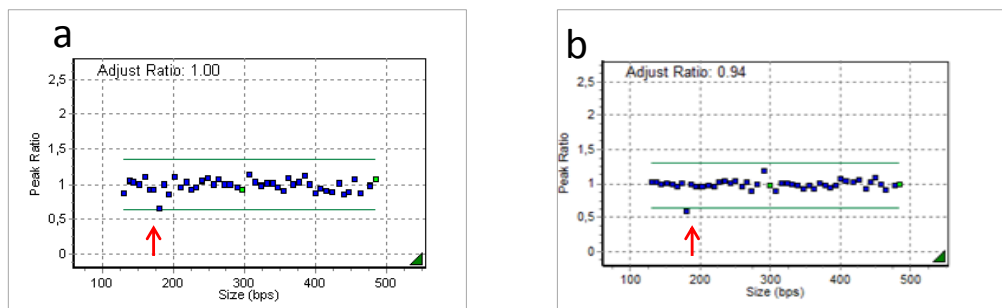 a
Adjust Ratio: 1.00
2,5
2
1,5
1
0,5
0
Peak Ratio
100 200 300 400 500
Size (bps)
b
Adjust Ratio: 0.94
2,5
2
1,5
1
0,5
0
Peak Ratio
100 200 300 400 500
Size (bps)